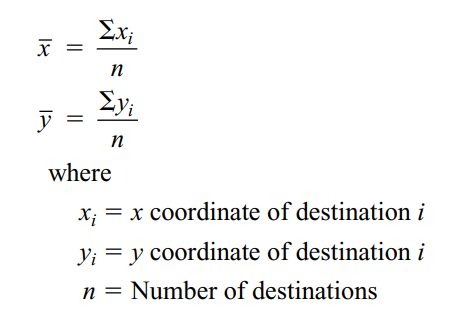 x̄ = Σxᵢ / n
ȳ = Σyᵢ / n
where
xᵢ = x coordinate of destination i
yᵢ = y coordinate of destination i
n = Number of destinations